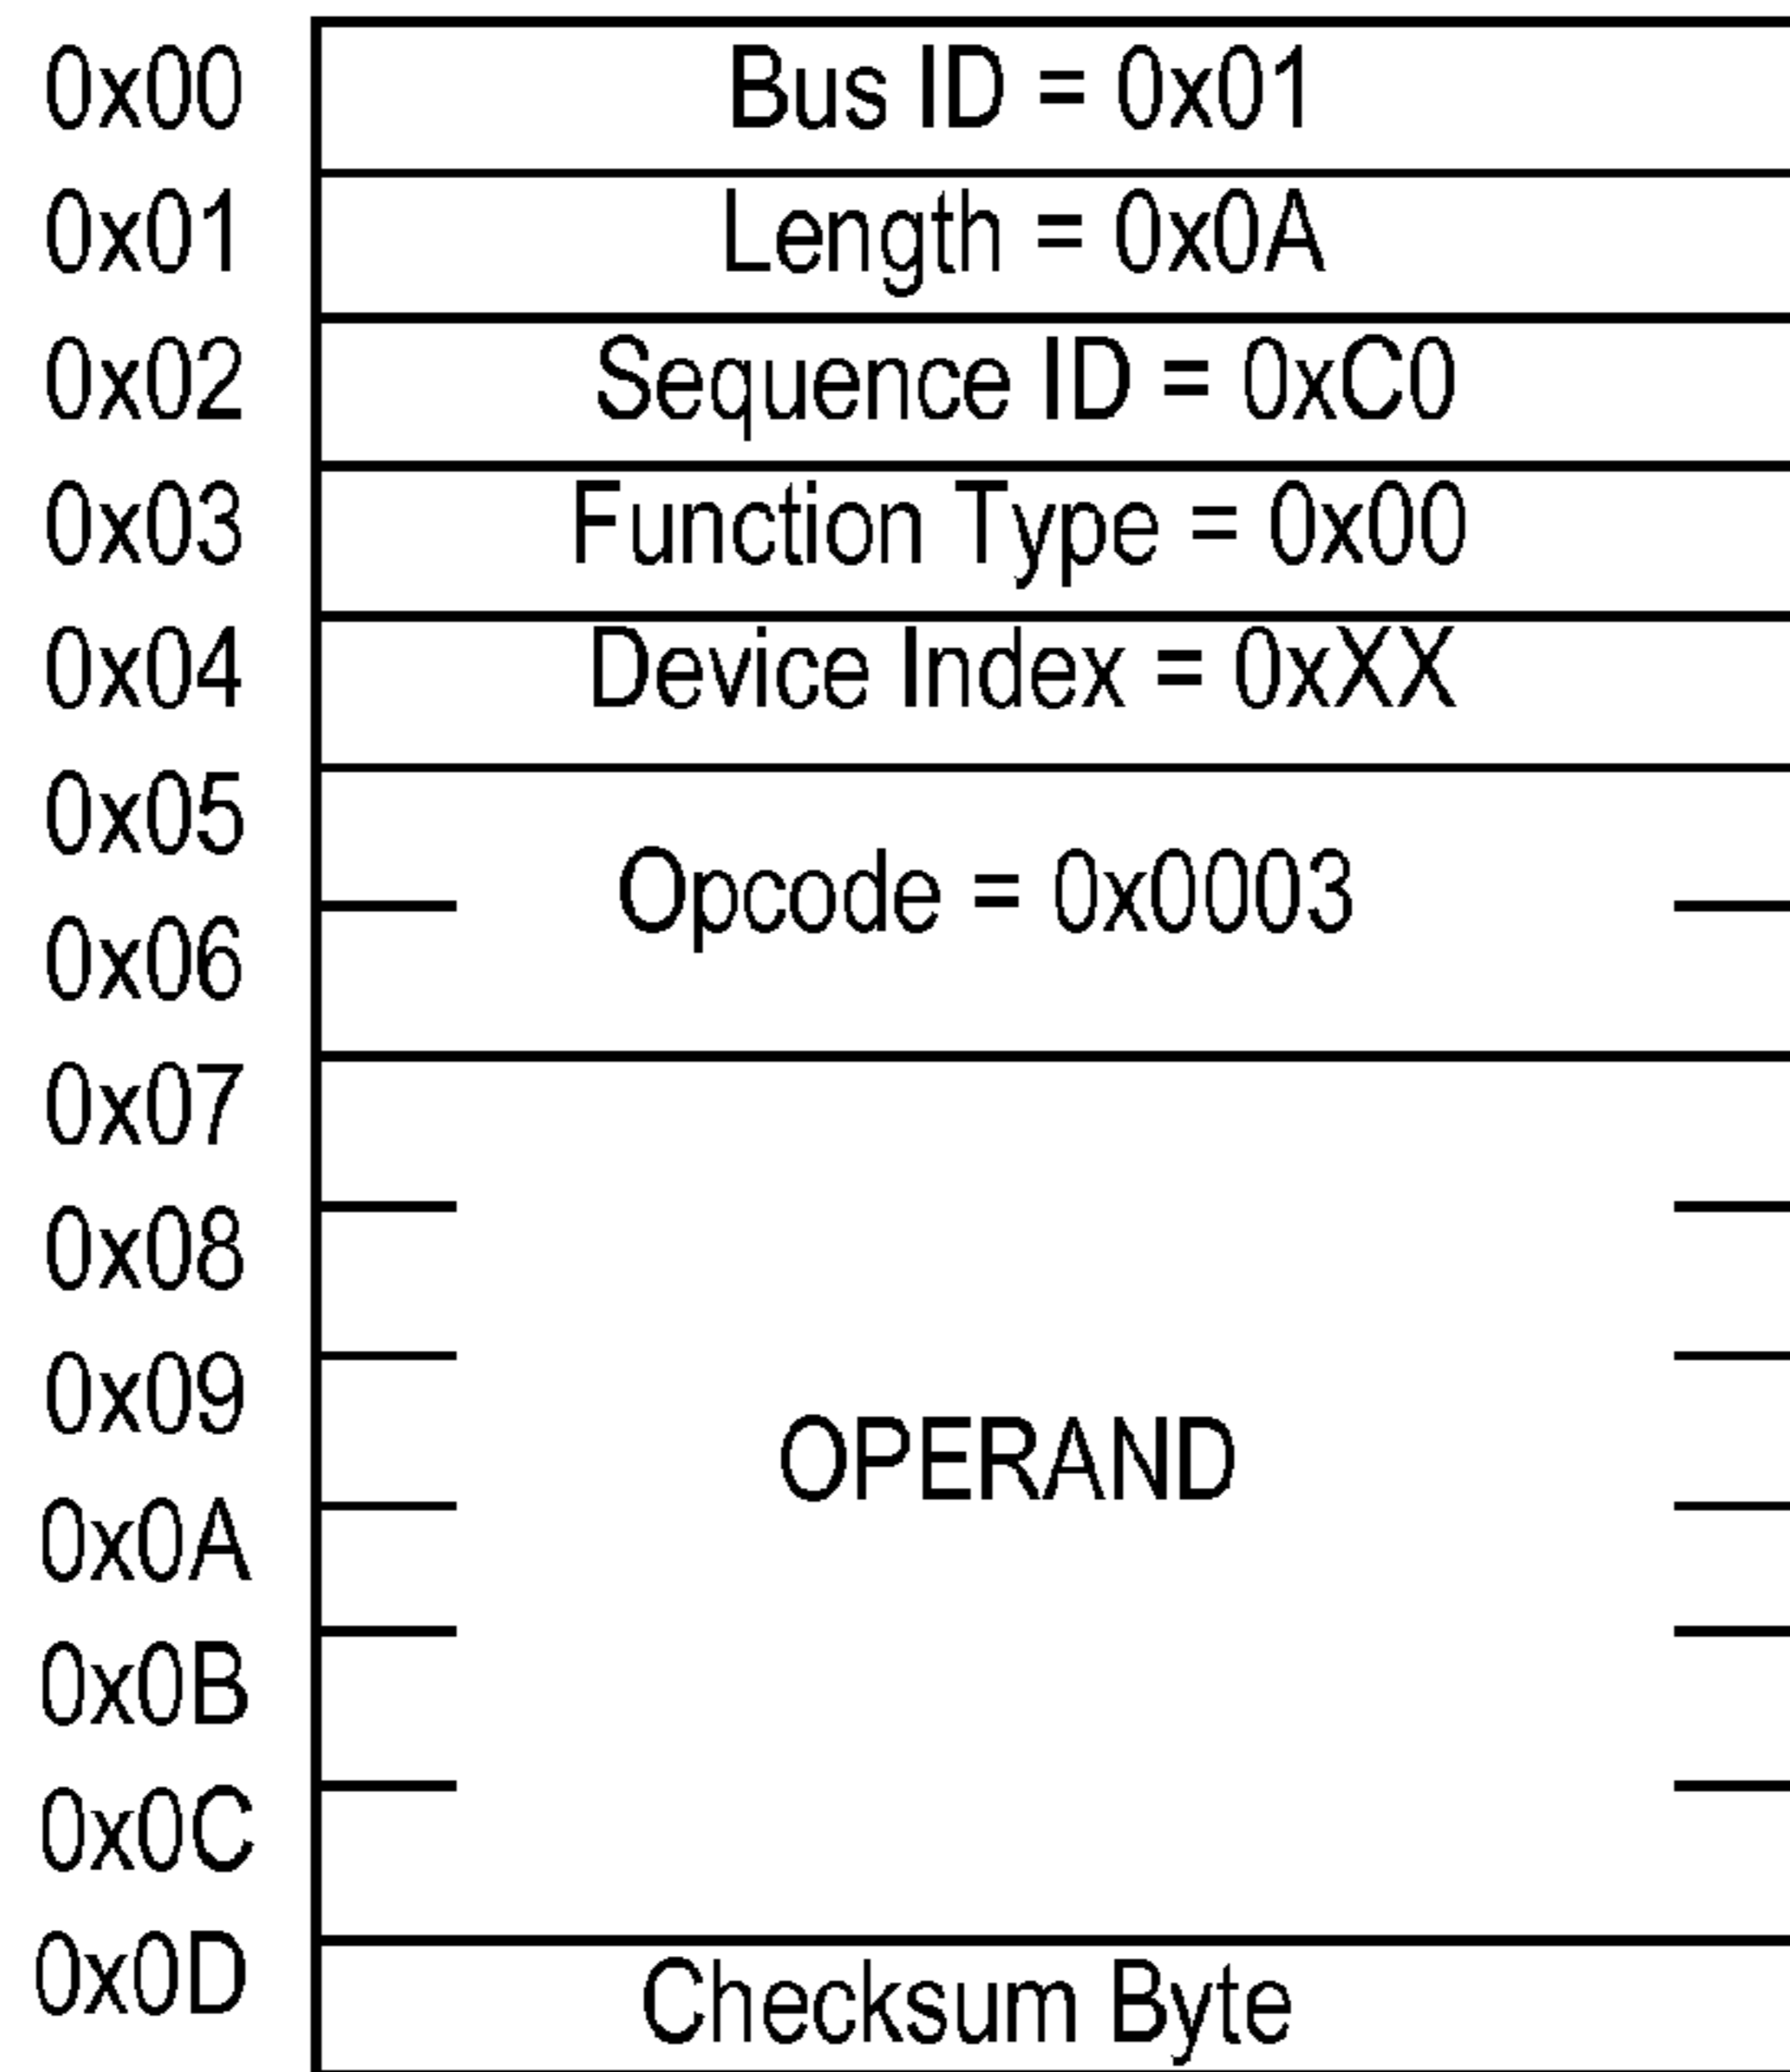 0x00 Bus ID = 0x01
0x01 Length = 0x0A
0x02 Sequence ID = 0xC0
0x03 Function Type = 0x00
0x04 Device Index = 0xXX
0x05
Opcode = 0x0003
0x06
0x07
0x08
0x09
OPERAND
0x0A
0x0B
0x0C
0x0D Checksum Byte